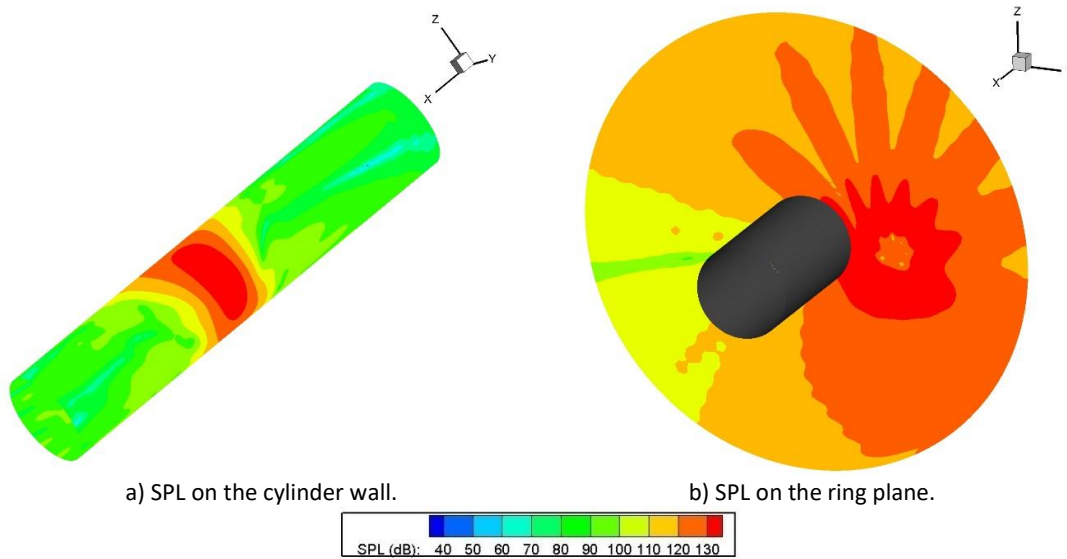 Z
Y
X
Z
X
a) SPL on the cylinder wall.
b) SPL on the ring plane.
SPL (dB): 40 50 60 70 80 90 100 110 120 130